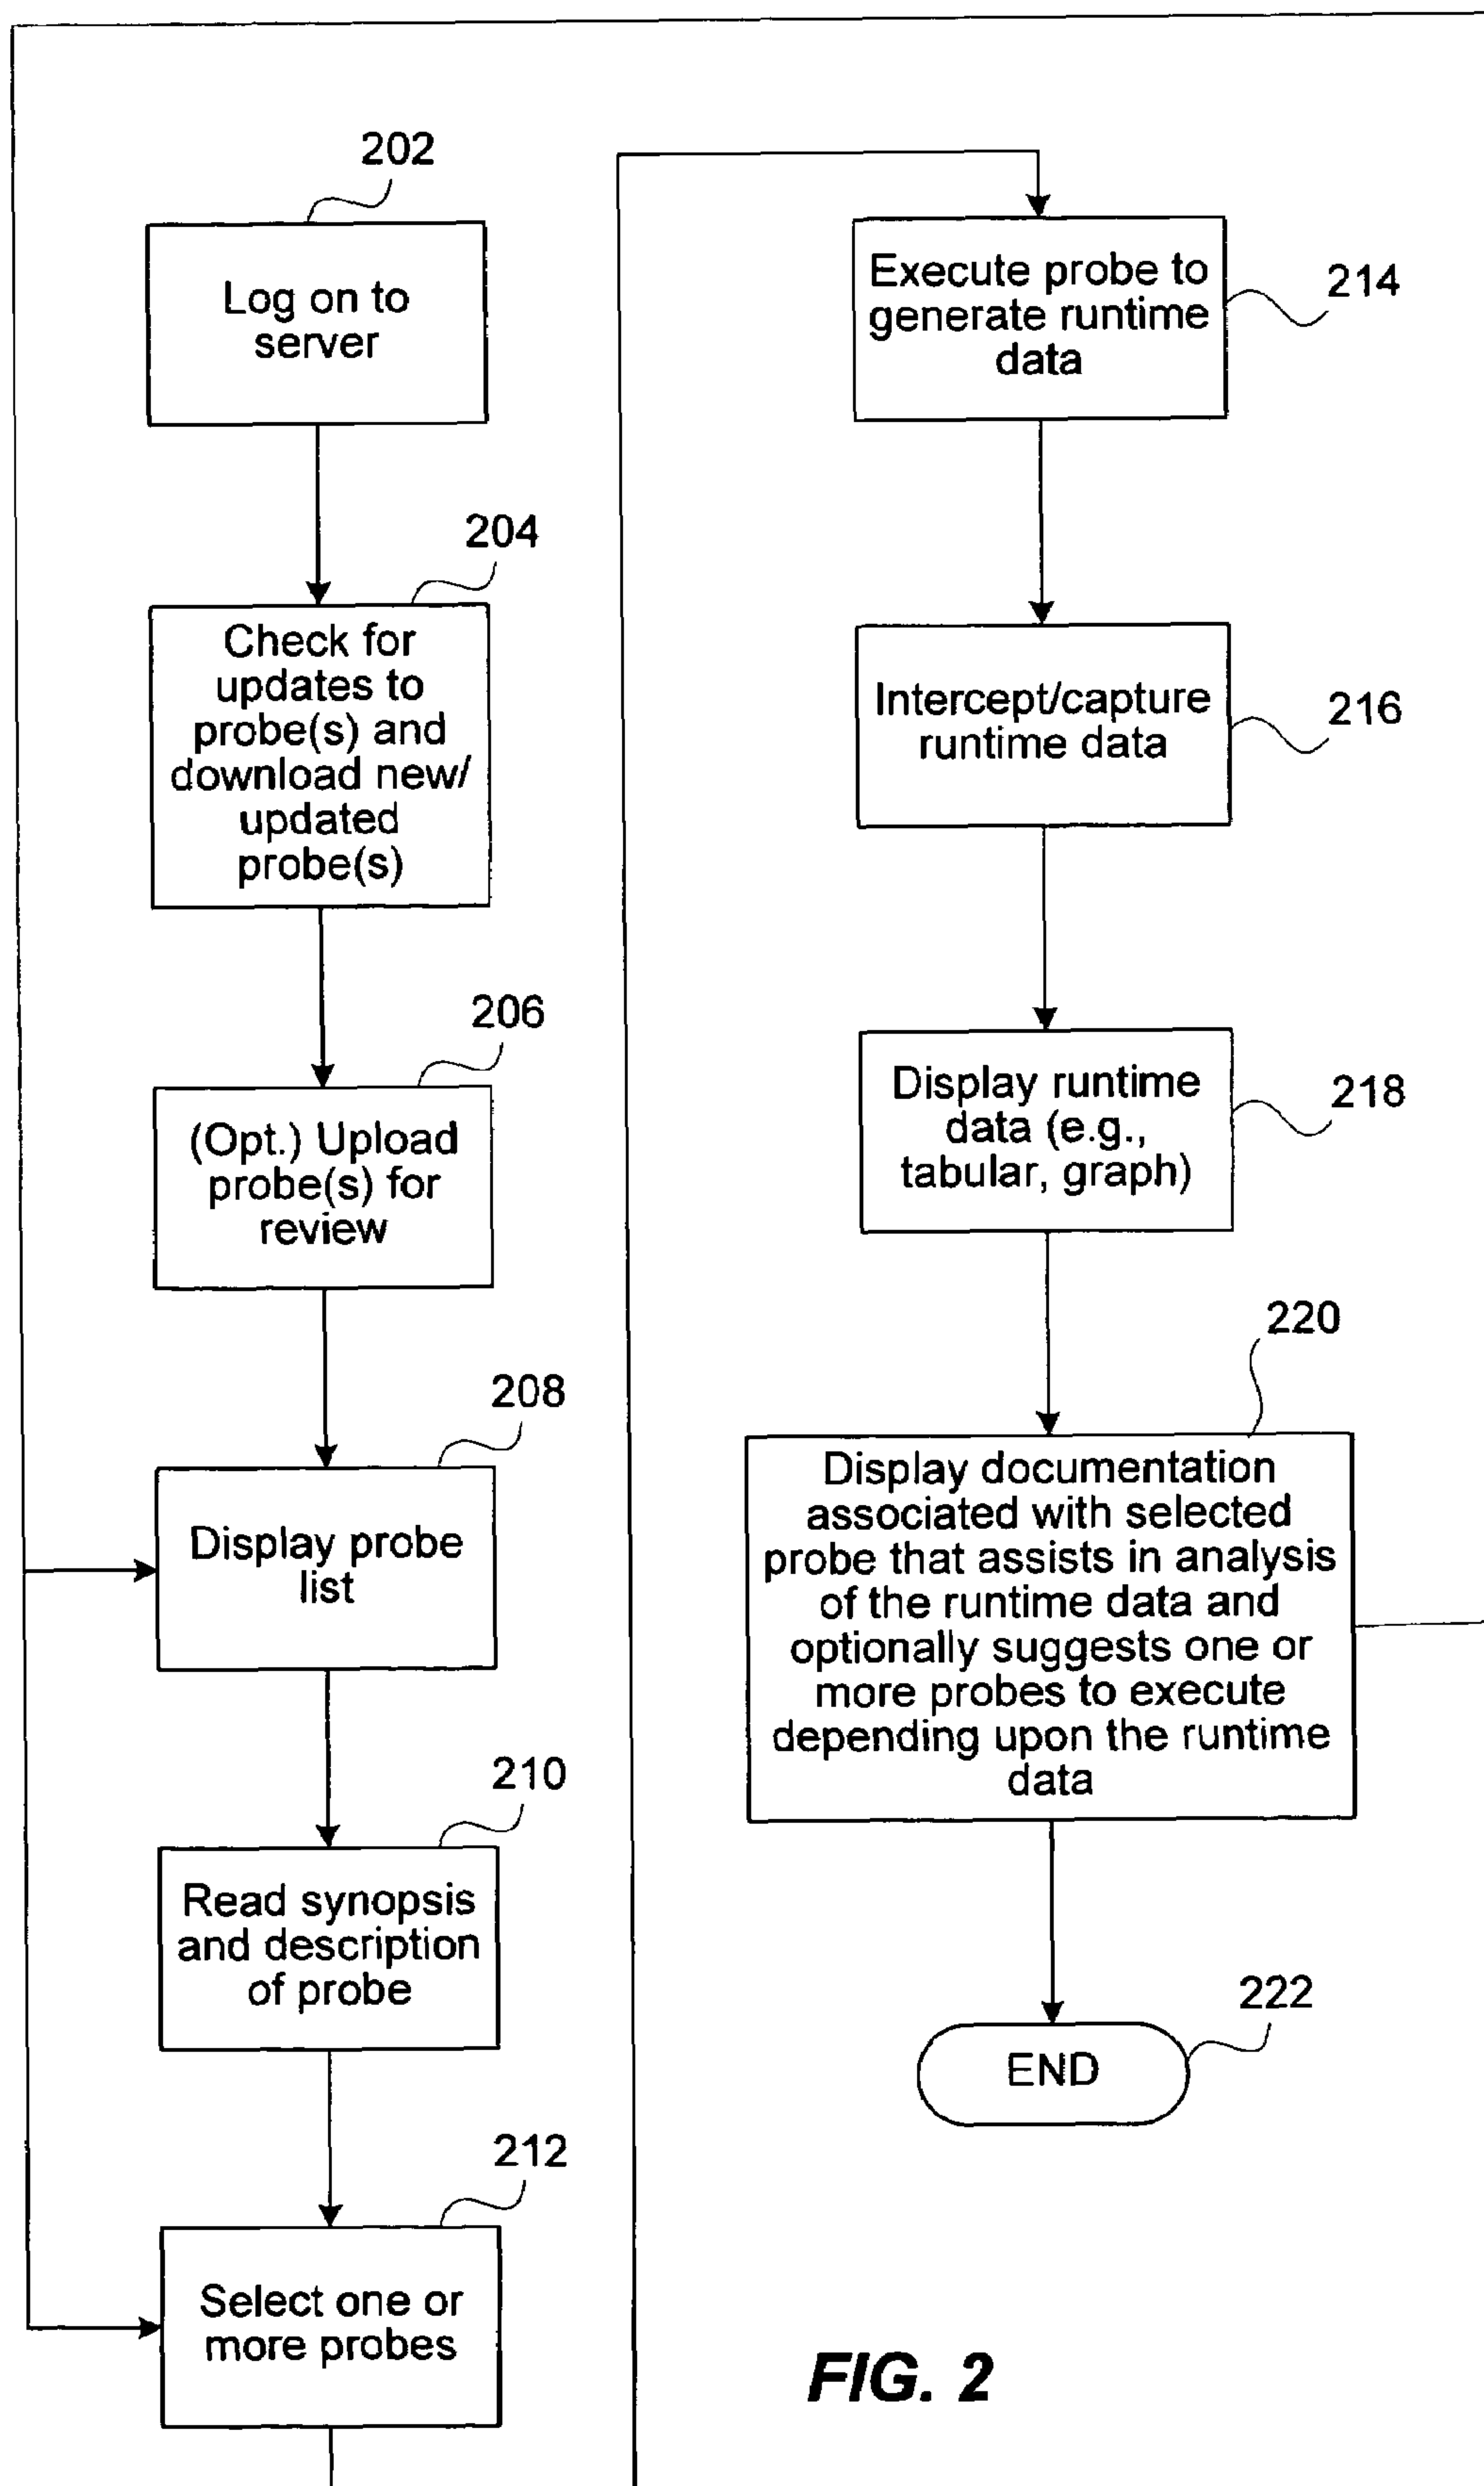 202
Log on to
server
204
Check for
updates to
probe(s) and
download new/
updated
probe(s)
206
(Opt.) Upload
probe(s) for
review
208
Display probe
list
210
Read synopsis
and description
of probe
212
Select one or
more probes
Execute probe to
generate runtime
data
214
Intercept/capture
runtime data
216
Display runtime
data (e.g.,
tabular, graph)
218
220
Display documentation
associated with selected
probe that assists in analysis
of the runtime data and
optionally suggests one or
more probes to execute
depending upon the runtime
data
222
END
FIG. 2